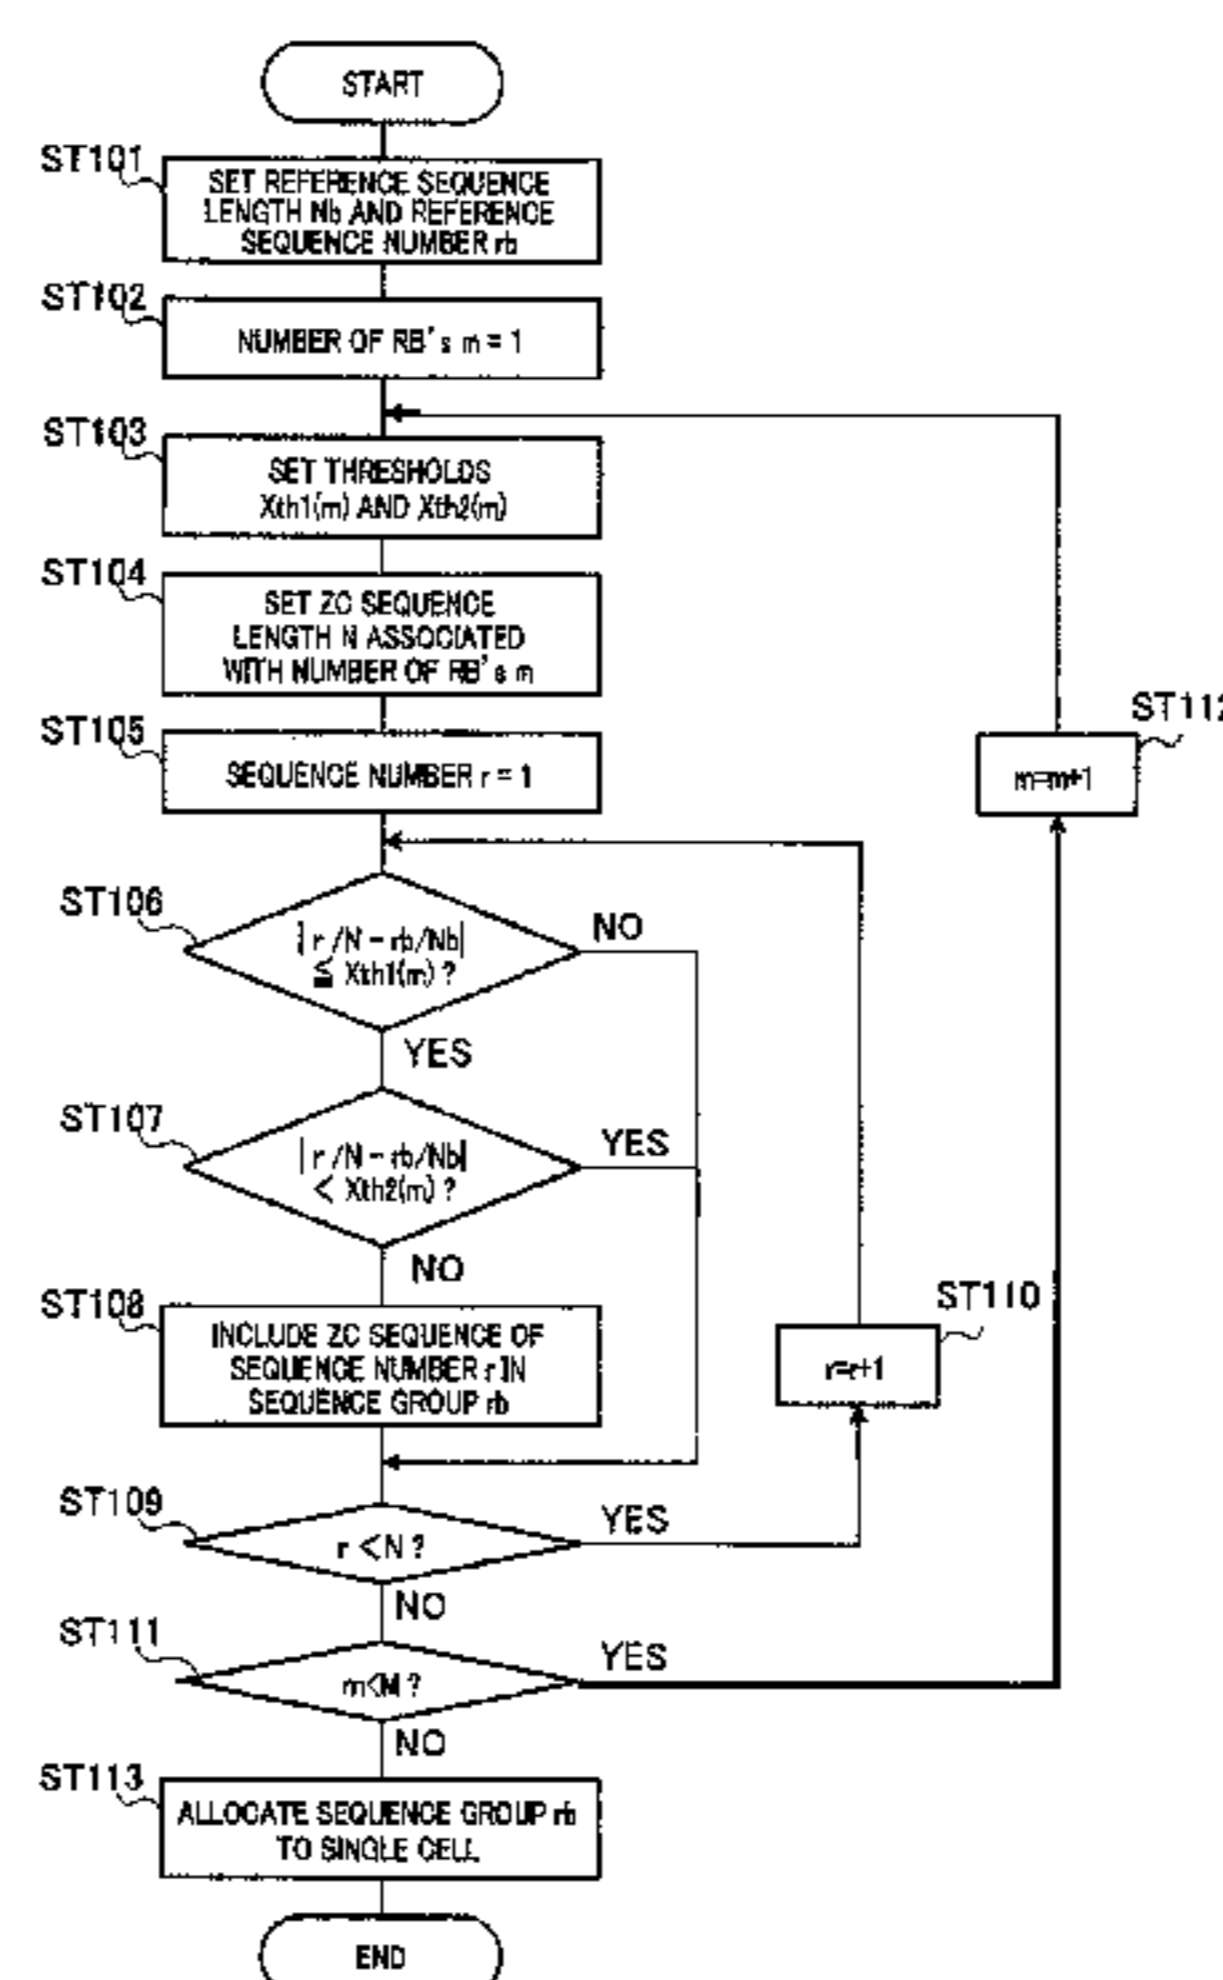 START
ST101
SET REFERENCE SEQUENCE
LENGTH Nb AND REFERENCE
SEQUENCE NUMBER rb
ST102
NUMBER OF RB's m = 1
ST103
SET THRESHOLDS
Xth1(m) AND Xth2(m)
ST104
SET ZC SEQUENCE
LENGTH N ASSOCIATED
WITH NUMBER OF RB's m
ST112
m=m+1
ST105
SEQUENCE NUMBER r = 1
ST106
|r/N - rb/Nb|
≦ Xth1(m) ?
NO
YES
ST107
|r/N - rb/Nb|
< Xth2(m) ?
YES
NO
ST108
INCLUDE ZC SEQUENCE OF
SEQUENCE NUMBER r IN
SEQUENCE GROUP rb
ST110
r=r+1
ST109
r < N ?
YES
NO
ST111
m<M ?
YES
NO
ST113
ALLOCATE SEQUENCE GROUP rb
TO SINGLE CELL
END